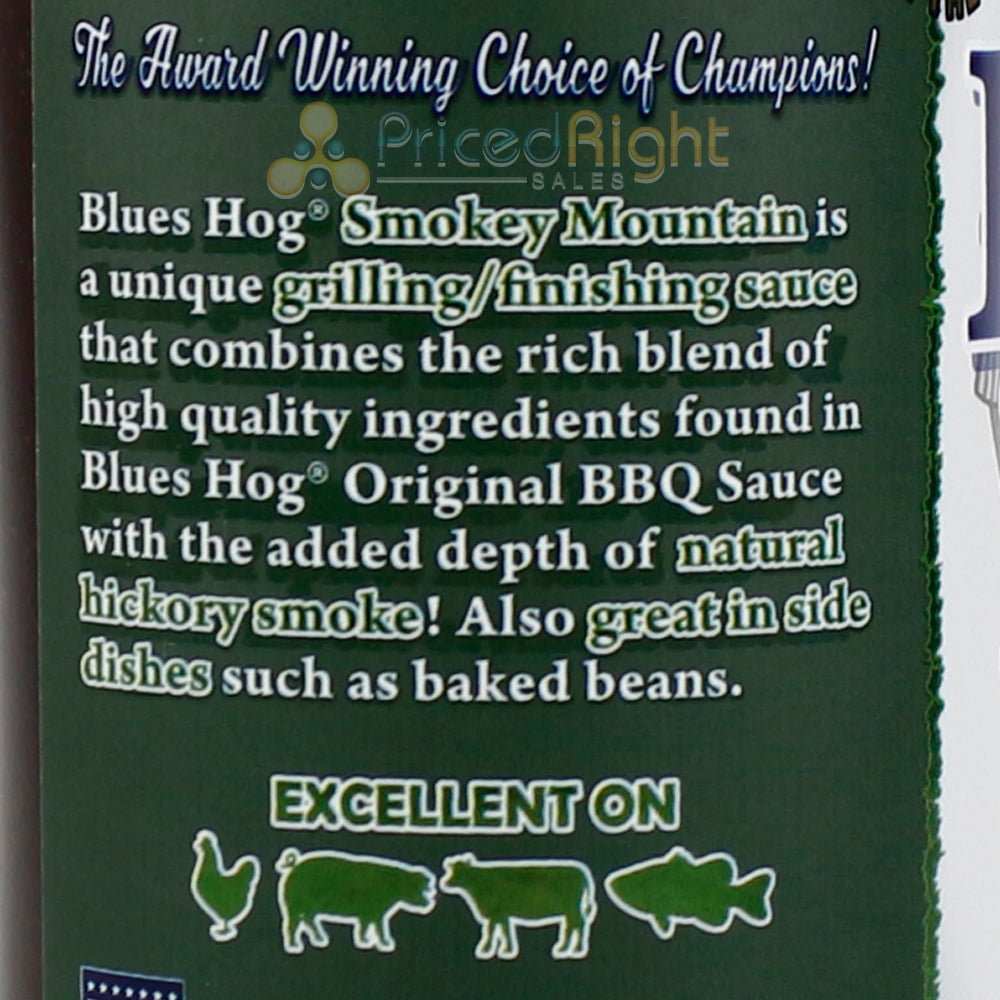 The Award Winning Choice of Champions!
PricedRight
SALES
Blues Hog® Smokey Mountain is
a unique grilling/finishing sauce
that combines the rich blend of
high quality ingredients found in
Blues Hog® Original BBQ Sauce
with the added depth of natural
hickory smoke! Also great in side
dishes such as baked beans.
EXCELLENT ON